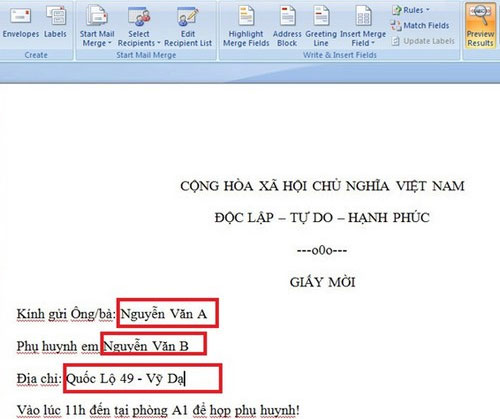 Envelopes Labels
Create
Start Mail Merge Select Recipients Edit Recipient List
Start Mail Merge
Highlight Merge Fields Address Block Greeting Line Insert Merge Field
Rules
Match Fields
Update Labels
Write & Insert Fields
Preview Results
CỘNG HÒA XÃ HỘI CHỦ NGHĨA VIỆT NAM
ĐỘC LẬP – TỰ DO – HẠNH PHÚC
---o0o---
GIẤY MỜI
Kính gửi Ông/bà: Nguyễn Văn A
Phụ huynh em Nguyễn Văn B
Địa chỉ: Quốc Lộ 49 - Vỹ Dạ
Vào lúc 11h đến tại phòng A1 để họp phụ huynh!